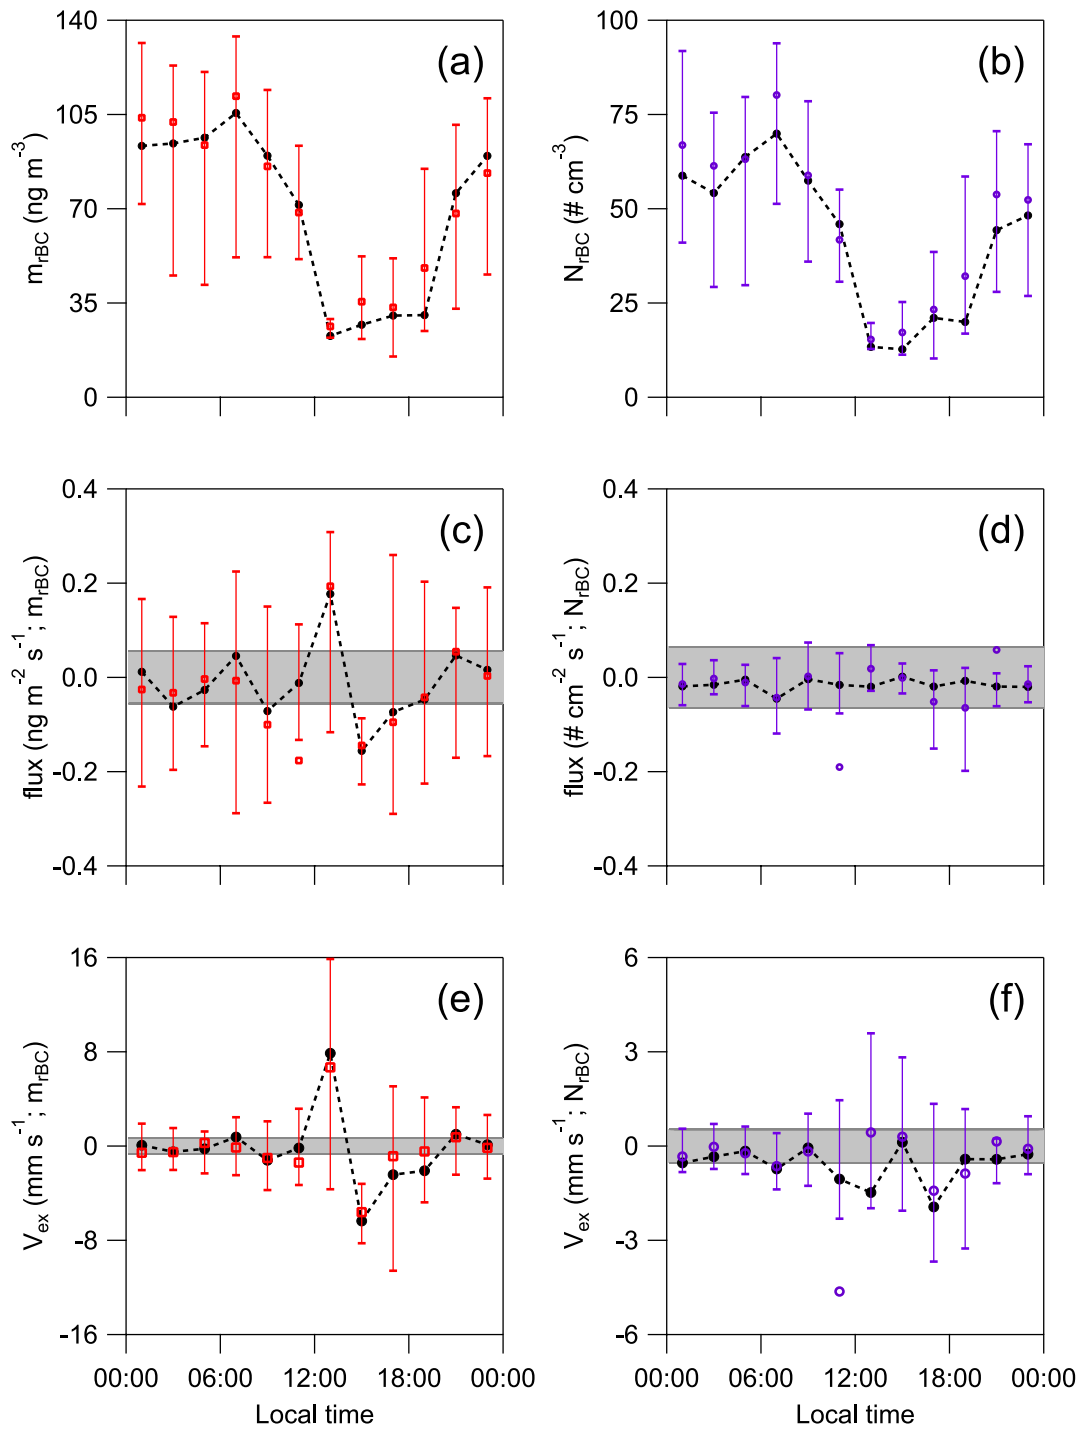 140
105
70
35
0
m_rBC (ng m^-3)
(a)
100
75
50
25
0
N_rBC (# cm^-3)
(b)
0.4
0.2
0.0
-0.2
-0.4
flux (ng m^-2 s^-1; m_rBC)
(c)
0.4
0.2
0.0
-0.2
-0.4
flux (# cm^-2 s^-1; N_rBC)
(d)
16
8
0
-8
-16
V_ex (mm s^-1; m_rBC)
(e)
00:00 06:00 12:00 18:00 00:00
Local time
6
3
0
-3
-6
V_ex (mm s^-1; N_rBC)
(f)
00:00 06:00 12:00 18:00 00:00
Local time